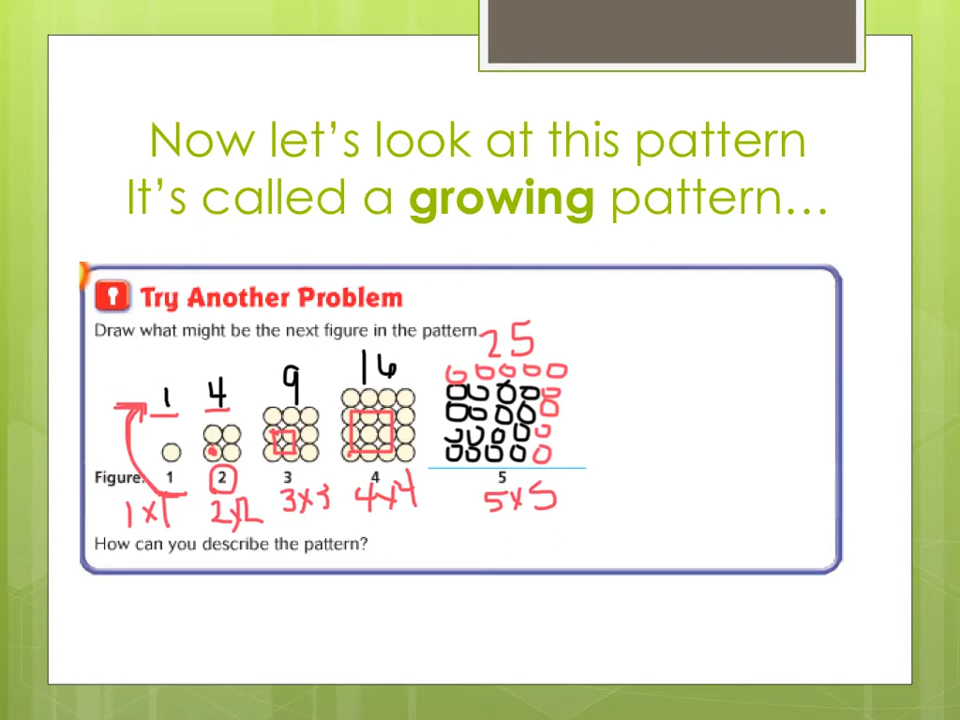 Now let's look at this pattern
It's called a growing pattern...
Try Another Problem
Draw what might be the next figure in the pattern.
25
1 4 9 16
Figure: 1 2 3 4 5
1x1 2x2 3x3 4x4 5x5
How can you describe the pattern?